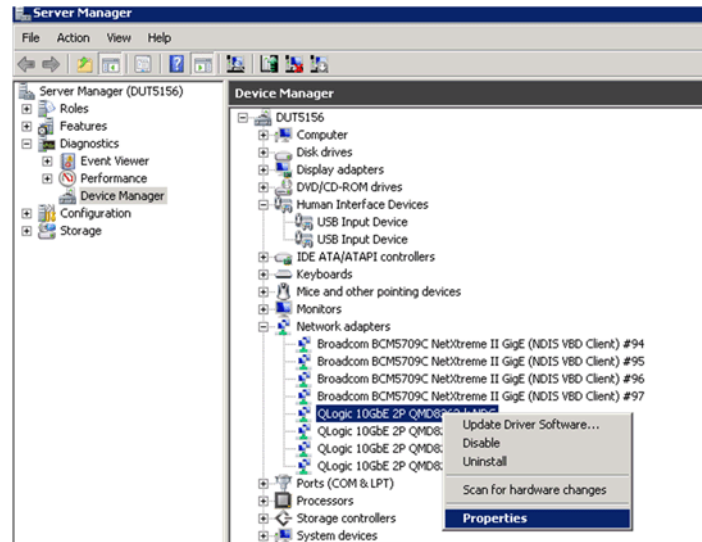 Server Manager
File Action View Help
Server Manager (DUT5156)
Roles
Features
Diagnostics
Event Viewer
Performance
Device Manager
Configuration
Storage
Device Manager
DUT5156
Computer
Disk drives
Display adapters
DVD/CD-ROM drives
Human Interface Devices
USB Input Device
USB Input Device
IDE ATA/ATAPI controllers
Keyboards
Mice and other pointing devices
Monitors
Network adapters
Broadcom BCM5709C NetXtreme II GigE (NDIS VBD Client) #94
Broadcom BCM5709C NetXtreme II GigE (NDIS VBD Client) #95
Broadcom BCM5709C NetXtreme II GigE (NDIS VBD Client) #96
Broadcom BCM5709C NetXtreme II GigE (NDIS VBD Client) #97
QLogic 10GbE 2P
QLogic 10GbE 2P
QLogic 10GbE 2P
QLogic 10GbE 2P
Ports (COM & LPT)
Processors
Storage controllers
System devices
Update Driver Software...
Disable
Uninstall
Scan for hardware changes
Properties